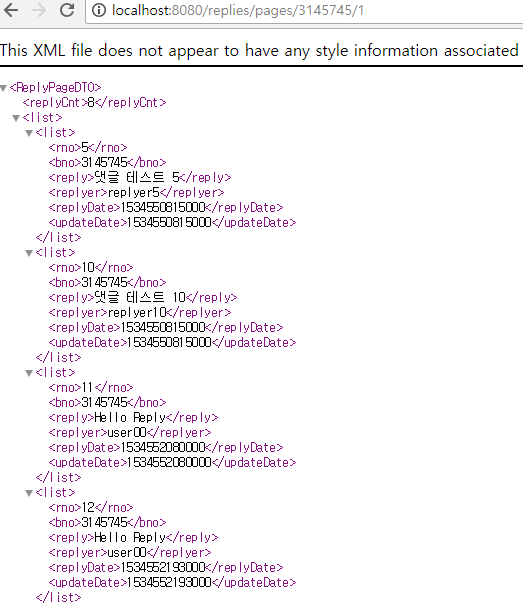 localhost:8080/replies/pages/3145745/1
This XML file does not appear to have any style information associated
<ReplyPageDTO>
<replyCnt>8</replyCnt>
<list>
<list>
<rno>5</rno>
<bno>3145745</bno>
<reply>댓글 테스트 5</reply>
<replyer>replyer5</replyer>
<replyDate>1534550815000</replyDate>
<updateDate>1534550815000</updateDate>
</list>
<list>
<rno>10</rno>
<bno>3145745</bno>
<reply>댓글 테스트 10</reply>
<replyer>replyer10</replyer>
<replyDate>1534550815000</replyDate>
<updateDate>1534550815000</updateDate>
</list>
<list>
<rno>11</rno>
<bno>3145745</bno>
<reply>Hello Reply</reply>
<replyer>user00</replyer>
<replyDate>1534552080000</replyDate>
<updateDate>1534552080000</updateDate>
</list>
<list>
<rno>12</rno>
<bno>3145745</bno>
<reply>Hello Reply</reply>
<replyer>user00</replyer>
<replyDate>1534552193000</replyDate>
<updateDate>1534552193000</updateDate>
</list>